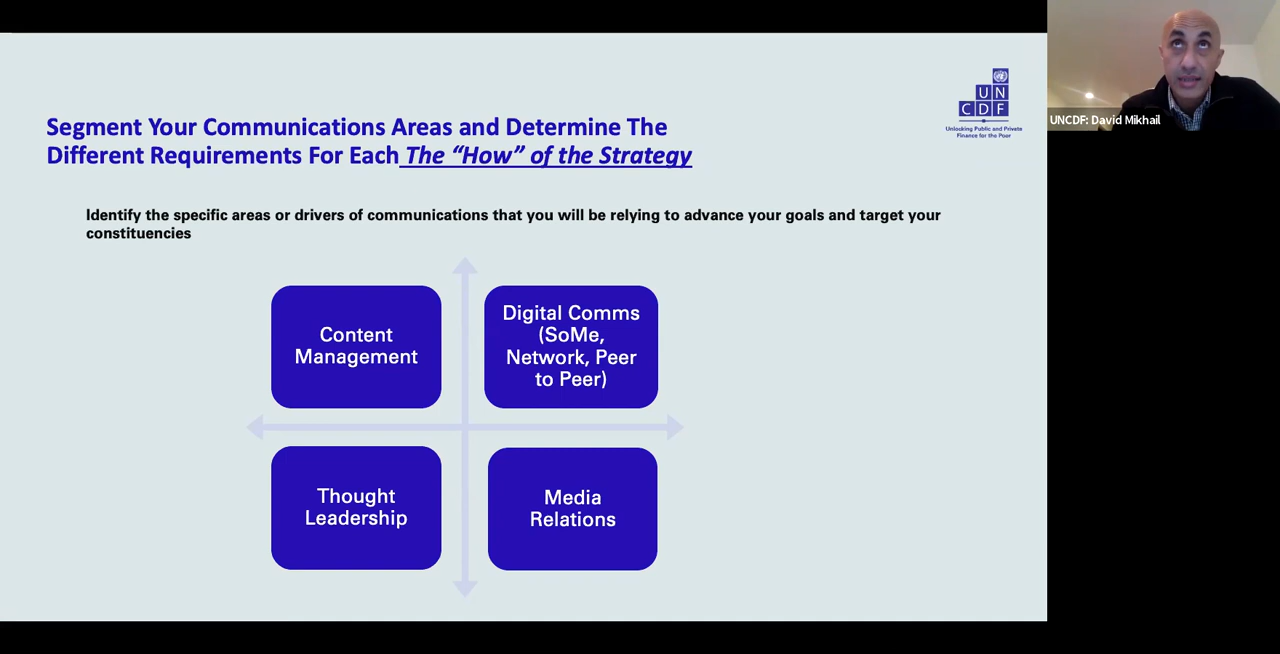 Segment Your Communications Areas and Determine The
Different Requirements For Each The “How” of the Strategy
UN
CDF
Unlocking Public and Private
Finance for the Poor
UNCDF: David Mikhail
Identify the specific areas or drivers of communications that you will be relying to advance your goals and target your
constituencies
Content
Management
Digital Comms
(SoMe,
Network, Peer
to Peer)
Thought
Leadership
Media
Relations